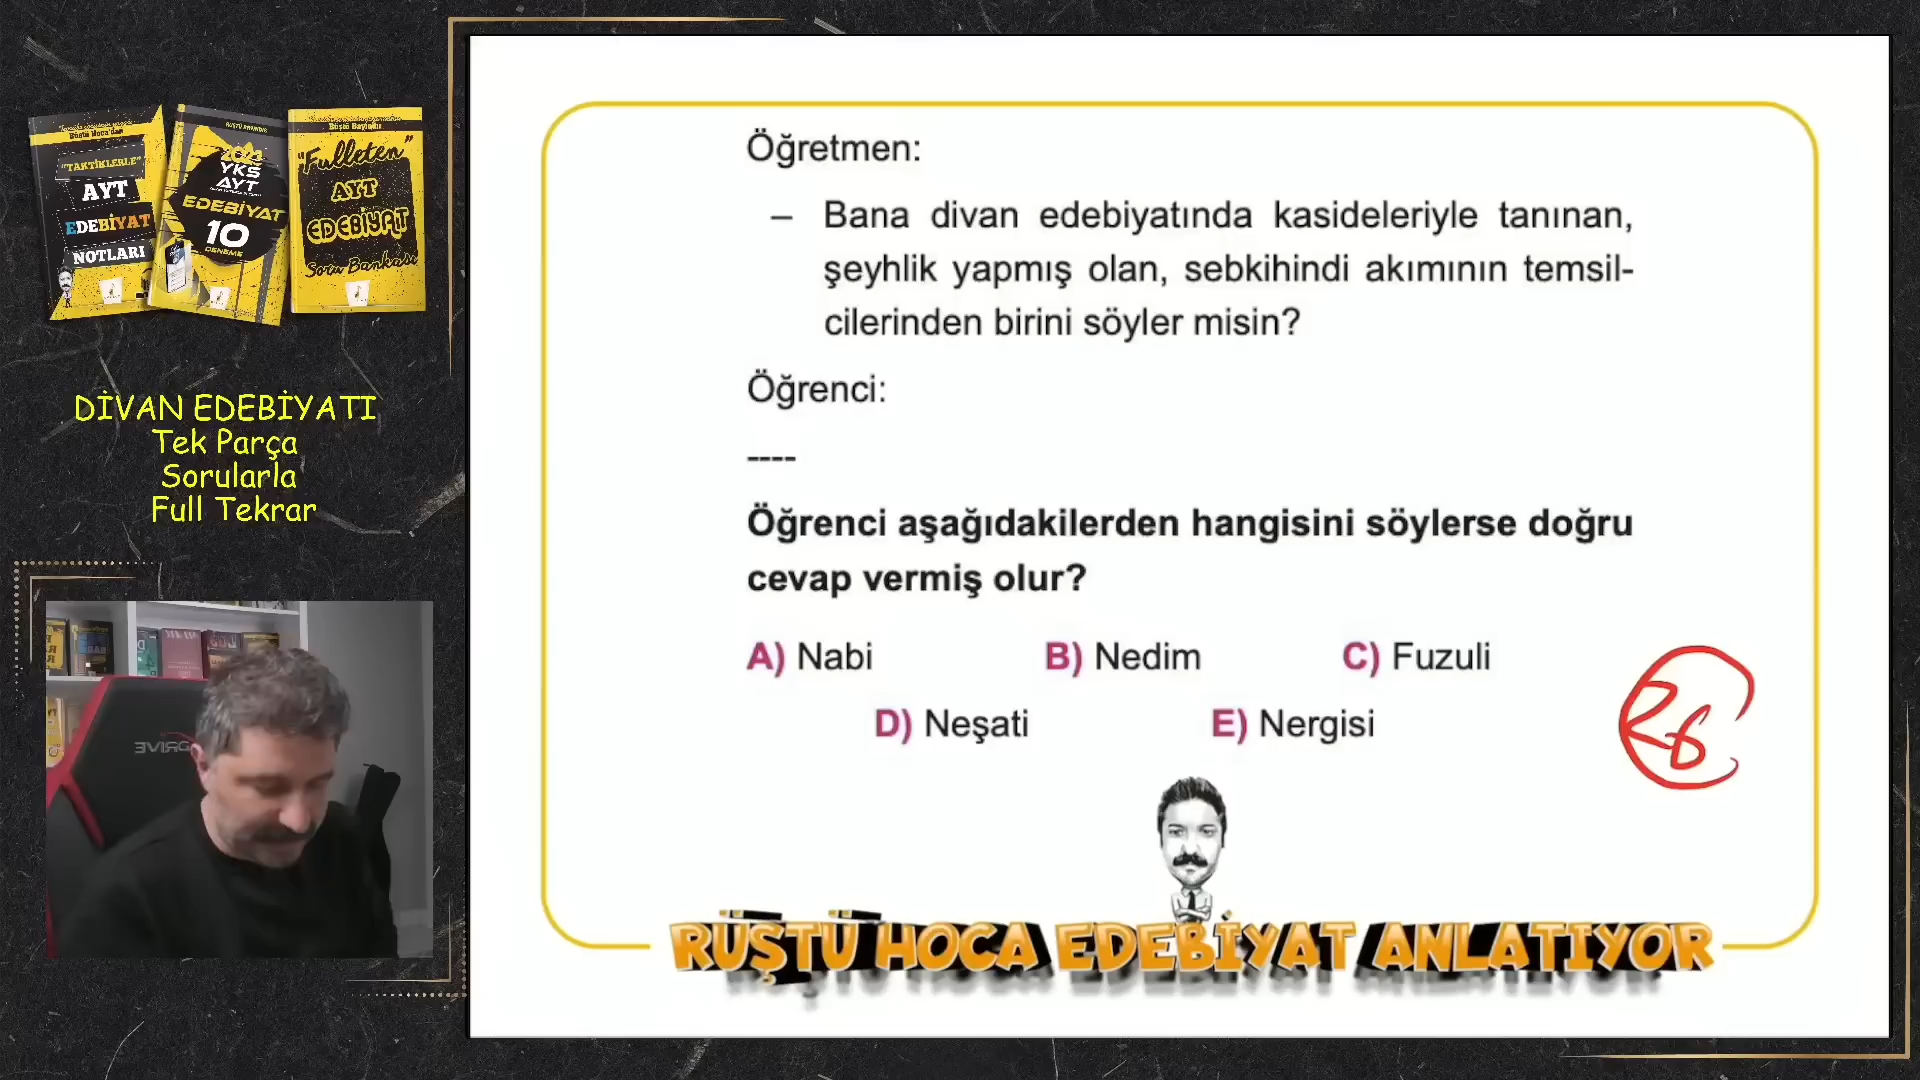 "TAKTİKLERLE"
AYT
EDEBİYAT
NOTLARI
YKS
AYT
EDEBİYAT
10
DENEME
Rüştü Bayındır
"Fulleten"
AYT
EDEBİYAT
Soru Bankası
DİVAN EDEBİYATI
Tek Parça
Sorularla
Full Tekrar
DRIVE
Öğretmen:
– Bana divan edebiyatında kasideleriyle tanınan,
şeyhlik yapmış olan, sebkihindi akımının temsil-
cilerinden birini söyler misin?
Öğrenci:
----
Öğrenci aşağıdakilerden hangisini söylerse doğru
cevap vermiş olur?
A) Nabi B) Nedim C) Fuzuli
D) Neşati E) Nergisi
RÜŞTÜ HOCA EDEBİYAT ANLATIYOR